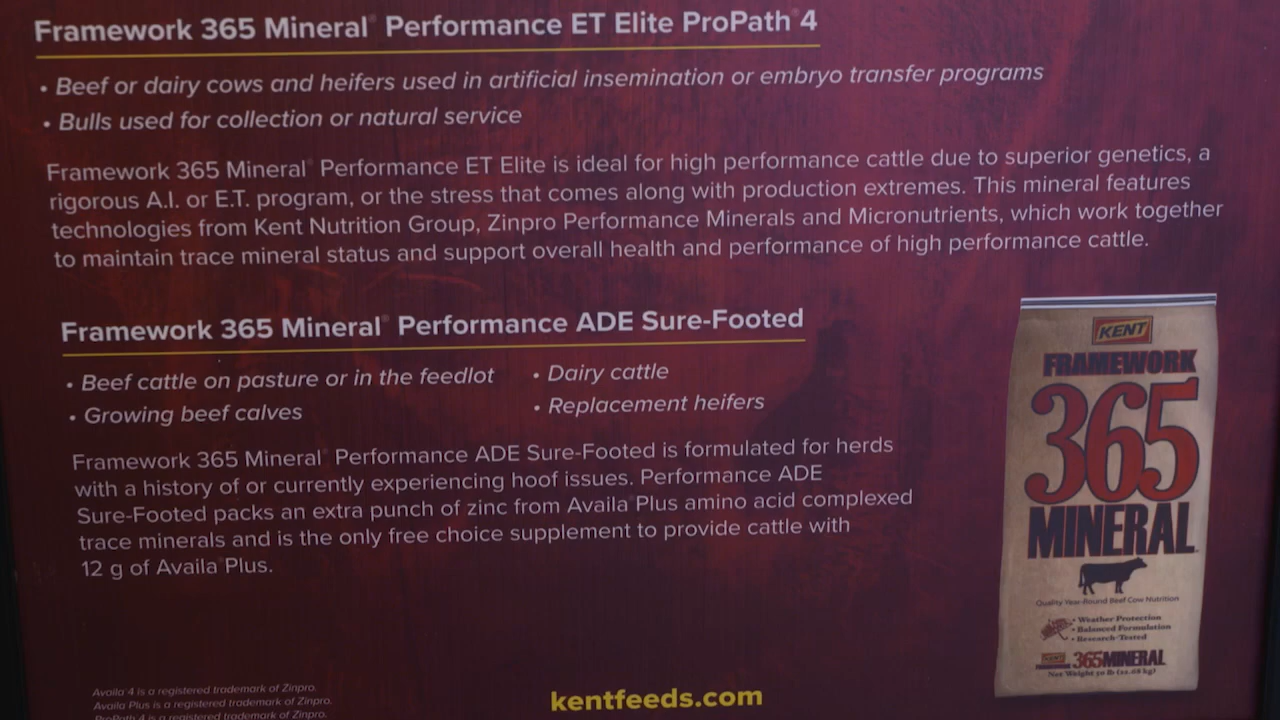 Framework 365 Mineral® Performance ET Elite ProPath® 4
• Beef or dairy cows and heifers used in artificial insemination or embryo transfer programs
• Bulls used for collection or natural service
Framework 365 Mineral® Performance ET Elite is ideal for high performance cattle due to superior genetics, a
rigorous A.I. or E.T. program, or the stress that comes along with production extremes. This mineral features
technologies from Kent Nutrition Group, Zinpro Performance Minerals and Micronutrients, which work together
to maintain trace mineral status and support overall health and performance of high performance cattle.
Framework 365 Mineral® Performance ADE Sure-Footed
• Beef cattle on pasture or in the feedlot
• Growing beef calves
• Dairy cattle
• Replacement heifers
Framework 365 Mineral® Performance ADE Sure-Footed is formulated for herds
with a history of or currently experiencing hoof issues. Performance ADE
Sure-Footed packs an extra punch of zinc from Availa®Plus amino acid complexed
trace minerals and is the only free choice supplement to provide cattle with
12 g of Availa®Plus.
KENT
FRAMEWORK
365
MINERAL
Quality Year-Round Beef Cow Nutrition
• Weather Protection
• Balanced Formulation
• Research-Tested
KENT
365MINERAL
Net Weight 50 lb (22.68 kg)
Availa 4 is a registered trademark of Zinpro.
Availa Plus is a registered trademark of Zinpro.
ProPath 4 is a registered trademark of Zinpro.
kentfeeds.com